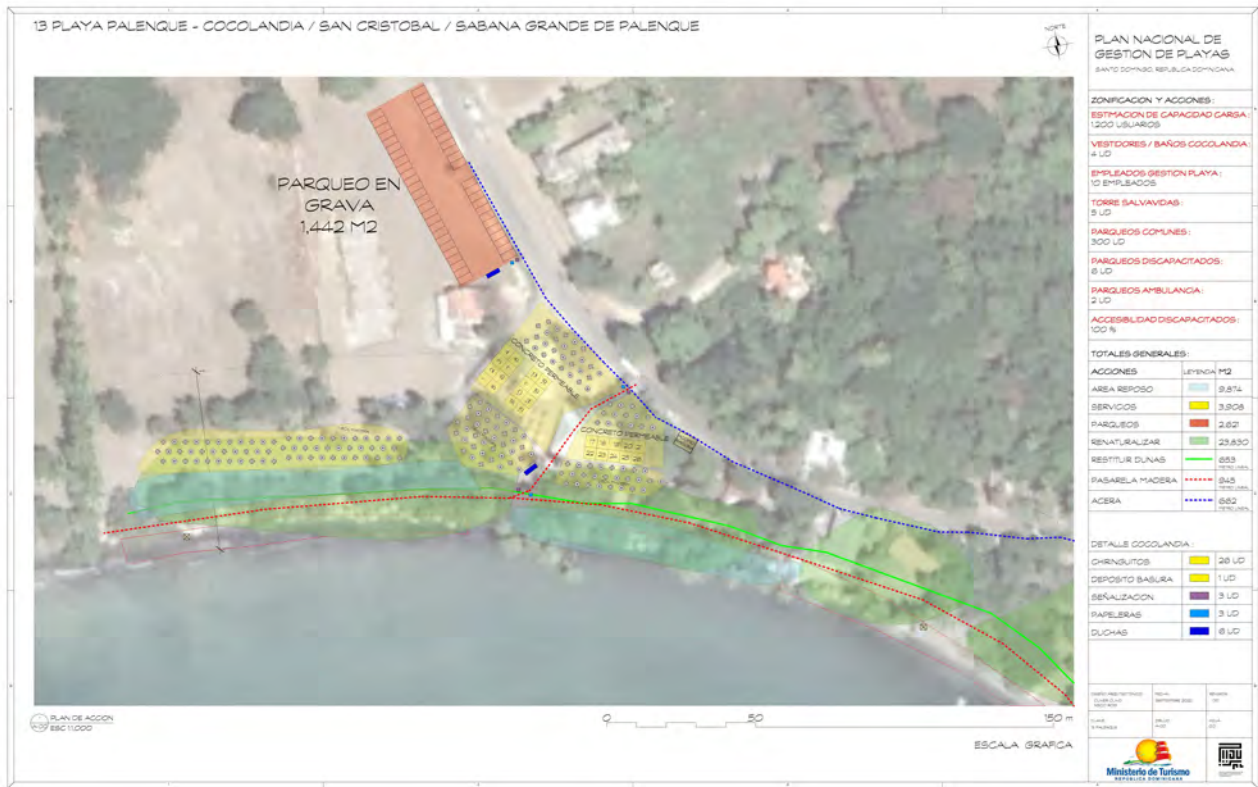 13 PLAYA PALENQUE - COCOLANDIA / SAN CRISTOBAL / SABANA GRANDE DE PALENQUE
NORTE
PARQUEO EN
GRAVA
1,442 M2
CONCRETO PERMEABLE
CONCRETO PERMEABLE
PLAN DE ACCION
ESC 1:1,000
0 50 150 m
ESCALA GRAFICA
PLAN NACIONAL DE
GESTION DE PLAYAS
SANTO DOMINGO, REPUBLICA DOMINICANA
ZONIFICACION Y ACCIONES:
ESTIMACION DE CAPACIDAD CARGA:
1,200 USUARIOS
VESTIDORES / BAÑOS COCOLANDIA:
4 UD
EMPLEADOS GESTION PLAYA:
10 EMPLEADOS
TORRE SALVAVIDAS:
5 UD
PARQUEOS COMUNES:
300 UD
PARQUEOS DISCAPACITADOS:
6 UD
PARQUEOS AMBULANCIA:
2 UD
ACCESIBLIDAD DISCAPACITADOS:
100 %
TOTALES GENERALES:
ACCIONES LEYENDA M2
AREA REPOSO 9,874
SERVICOS 3,908
PARQUEOS 2,621
RENATURALIZAR 23,830
RESTITUIR DUNAS 653
PASARELA MADERA 945
ACERA 662
DETALLE COCOLANDIA:
CHIRINGUITOS 26 UD
DEPOSITO BASURA 1 UD
SEÑALIZACION 3 UD
PAPELERAS 3 UD
DUCHAS 6 UD
Ministerio de Turismo
REPÚBLICA DOMINICANA